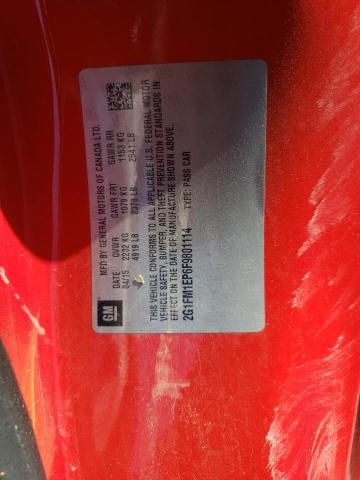 MFD BY GENERAL MOTORS OF CANADA LTD.
DATE GVWR GAWR FRT GAWR RR
04/15 2232 KG 1079 KG 1153 KG
4919 LB 2378 LB 2541 LB
GM
THIS VEHICLE CONFORMS TO ALL APPLICABLE U.S. FEDERAL MOTOR
VEHICLE SAFETY, BUMPER, AND THEFT PREVENTION STANDARDS IN
EFFECT ON THE DATE OF MANUFACTURE SHOWN ABOVE.
2G1FM1EP6F9801114 TYPE: PASS CAR